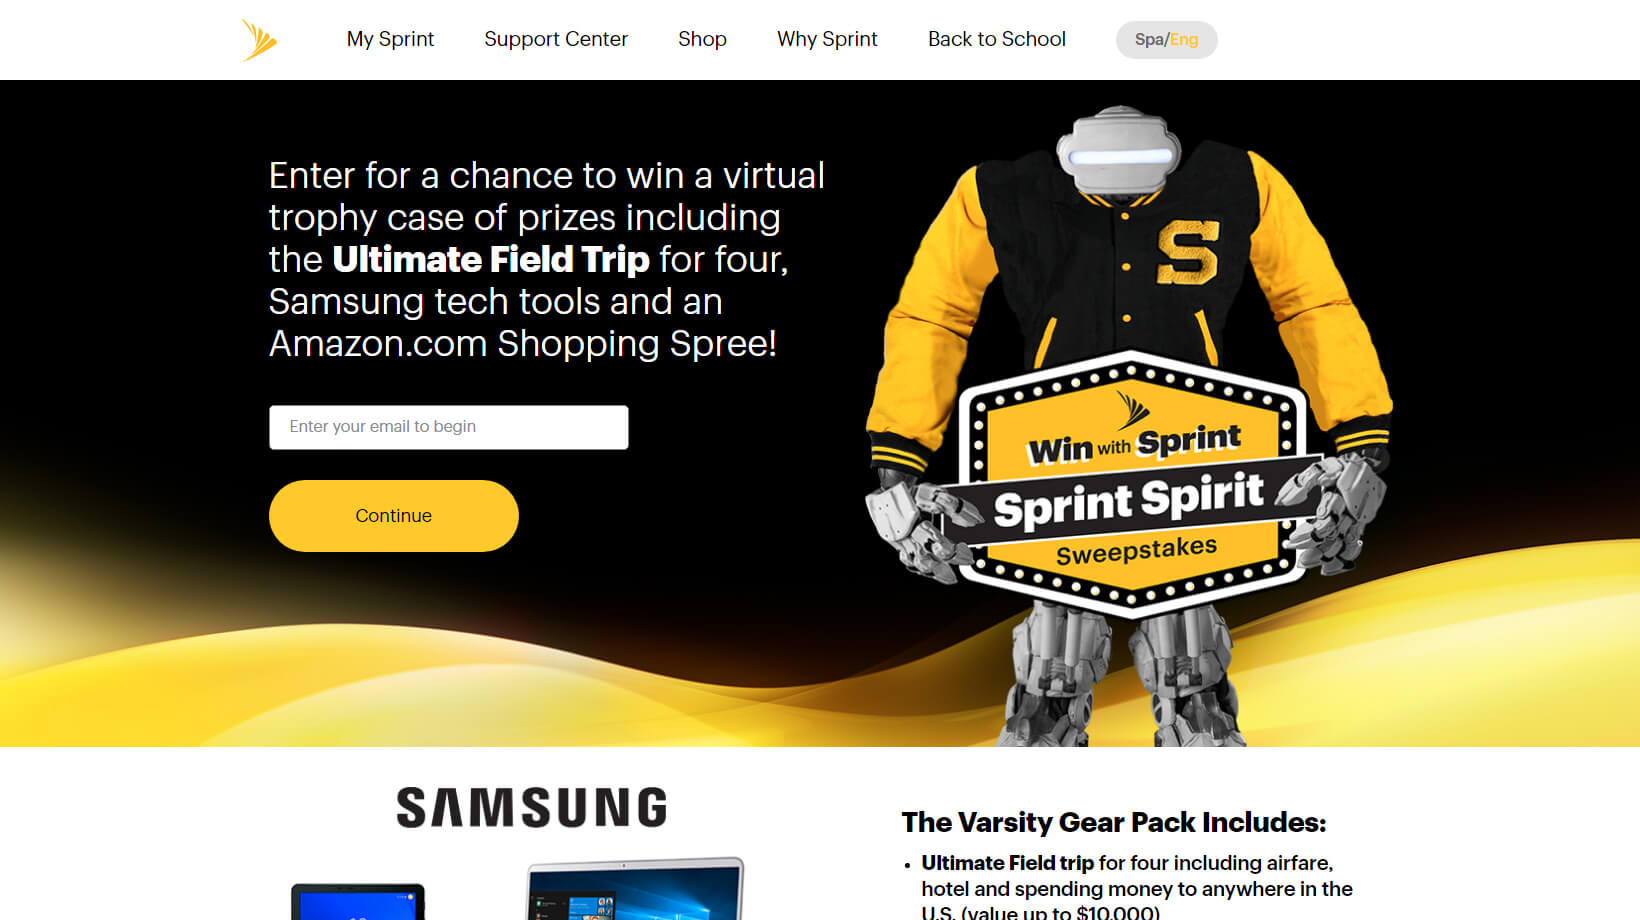 My Sprint
Support Center
Shop
Why Sprint
Back to School
Spa/Eng
Enter for a chance to win a virtual
trophy case of prizes including
the Ultimate Field Trip for four,
Samsung tech tools and an
Amazon.com Shopping Spree!
Enter your email to begin
Continue
S
Win with Sprint
Sprint Spirit
Sweepstakes
SAMSUNG
The Varsity Gear Pack Includes:
• Ultimate Field trip for four including airfare,
hotel and spending money to anywhere in the
U.S. (value up to $10,000)